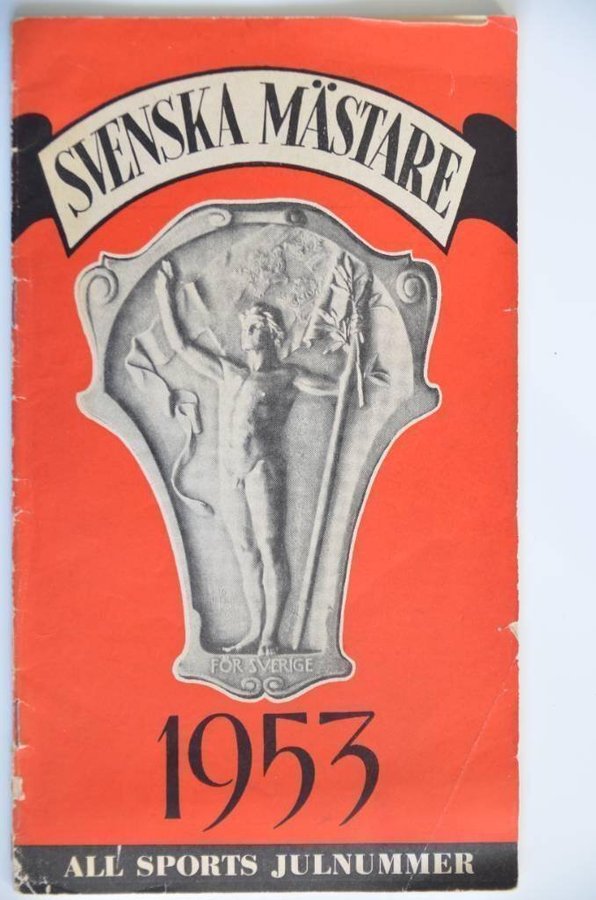 SVENSKA MÄSTARE
FÖR SVERIGE
1953
ALL SPORTS JULNUMMER